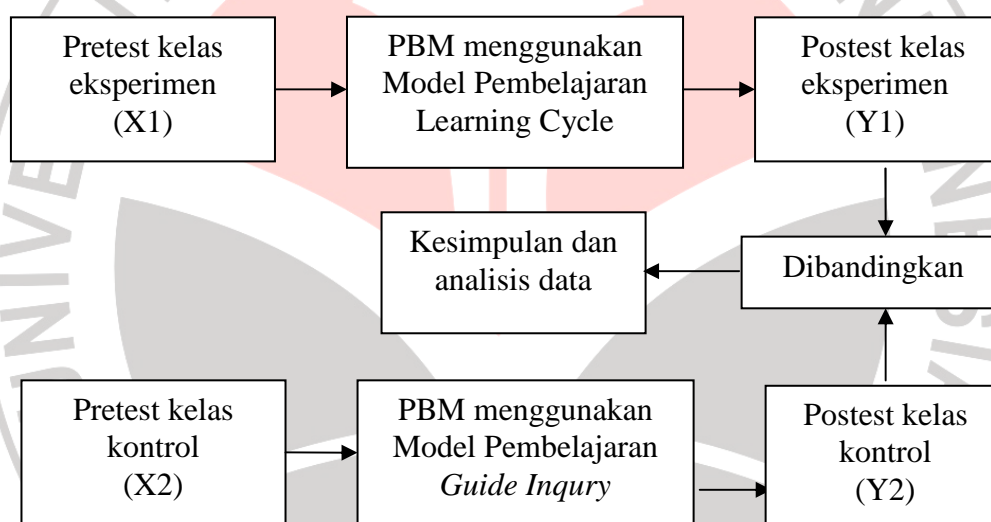 Pretest kelas
eksperimen
(X1)
PBM menggunakan
Model Pembelajaran
Learning Cycle
Postest kelas
eksperimen
(Y1)
Kesimpulan dan
analisis data
Dibandingkan
Pretest kelas
kontrol
(X2)
PBM menggunakan
Model Pembelajaran
Guide Inqury
Postest kelas
kontrol
(Y2)